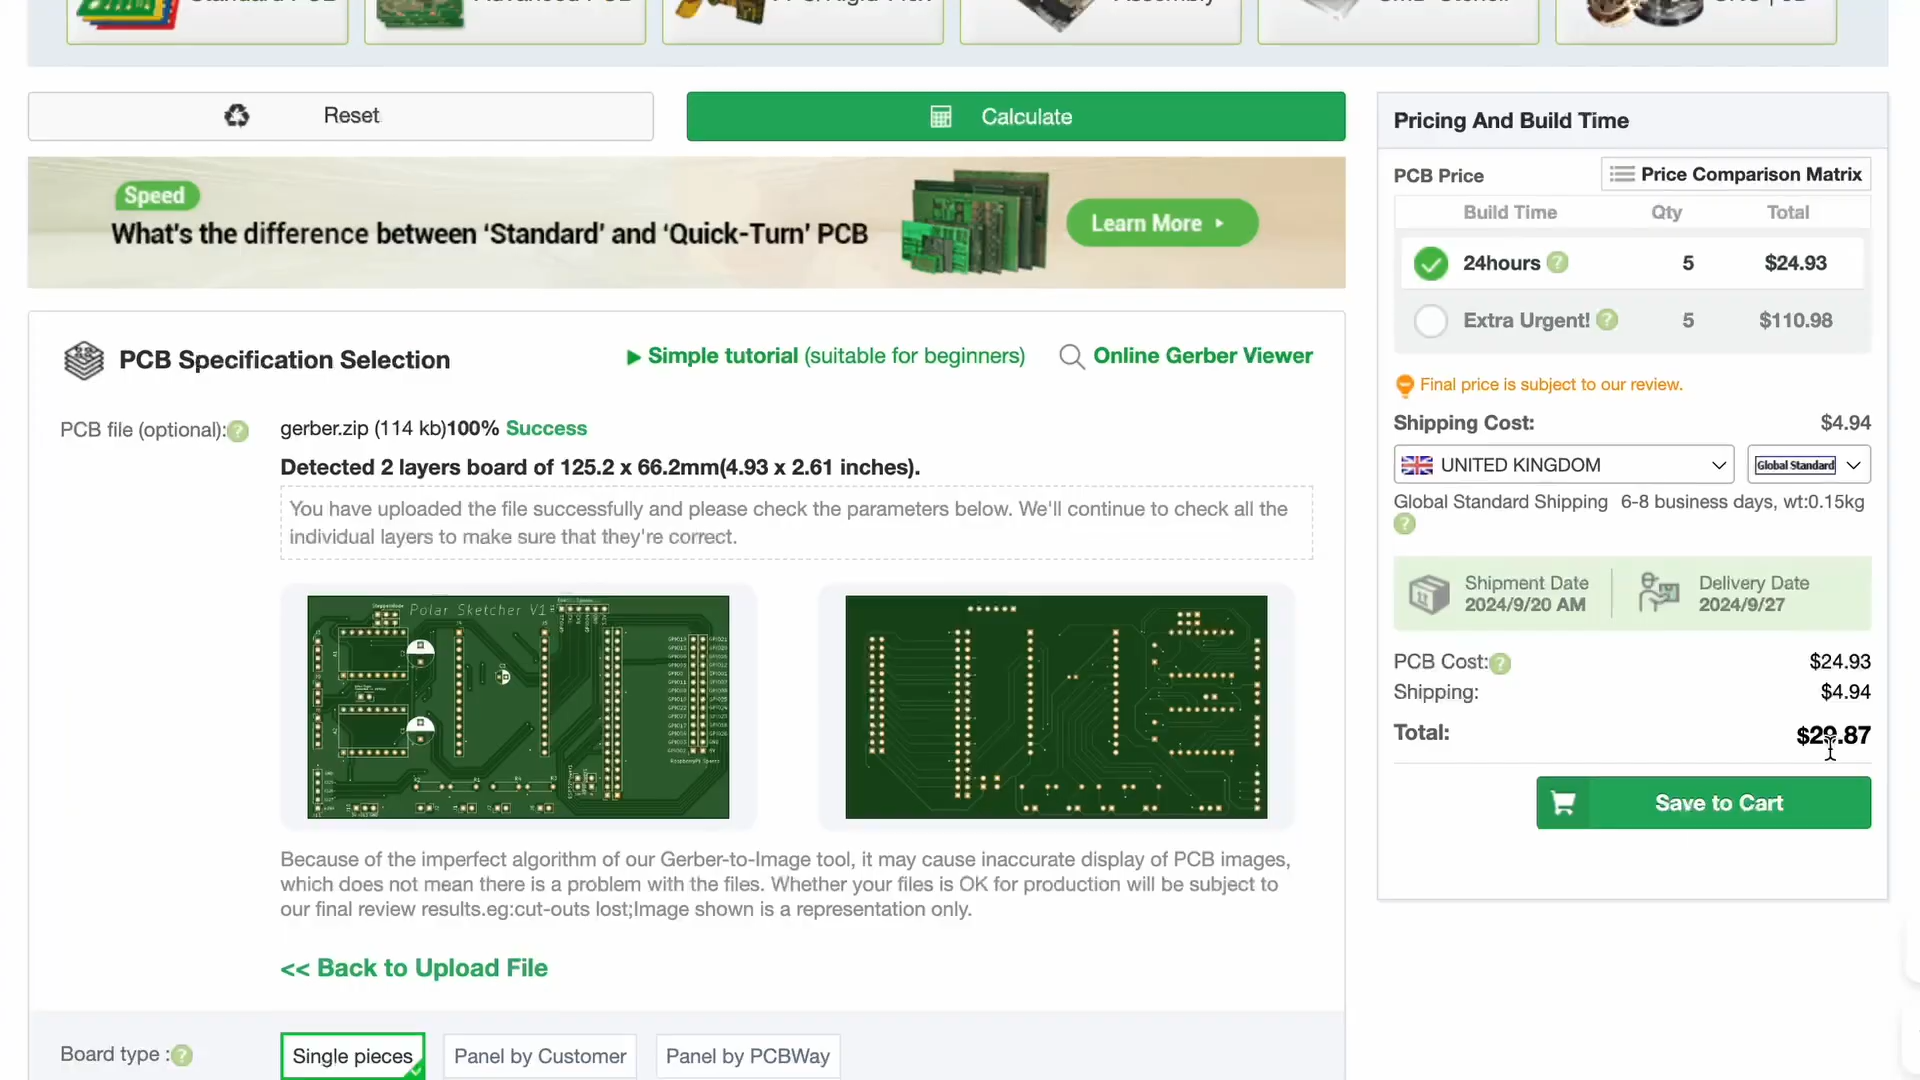 Standard PCB
Advanced PCB
Assembly
Reset
Calculate
Speed
What's the difference between 'Standard' and 'Quick-Turn' PCB
Learn More
PCB Specification Selection
Simple tutorial (suitable for beginners)
Online Gerber Viewer
PCB file (optional):
gerber.zip (114 kb)100% Success
Detected 2 layers board of 125.2 x 66.2mm(4.93 x 2.61 inches).
You have uploaded the file successfully and please check the parameters below. We'll continue to check all the
individual layers to make sure that they're correct.
Polar Sketcher V1
Because of the imperfect algorithm of our Gerber-to-Image tool, it may cause inaccurate display of PCB images,
which does not mean there is a problem with the files. Whether your files is OK for production will be subject to
our final review results.eg:cut-outs lost;Image shown is a representation only.
<< Back to Upload File
Board type :
Single pieces
Panel by Customer
Panel by PCBWay
Pricing And Build Time
PCB Price
Price Comparison Matrix
Build Time Qty Total
24hours ? 5 $24.93
Extra Urgent! ? 5 $110.98
Final price is subject to our review.
Shipping Cost: $4.94
UNITED KINGDOM
Global Standard
Global Standard Shipping 6-8 business days, wt:0.15kg
?
Shipment Date
2024/9/20 AM
Delivery Date
2024/9/27
PCB Cost:? $24.93
Shipping: $4.94
Total: $29.87
Save to Cart